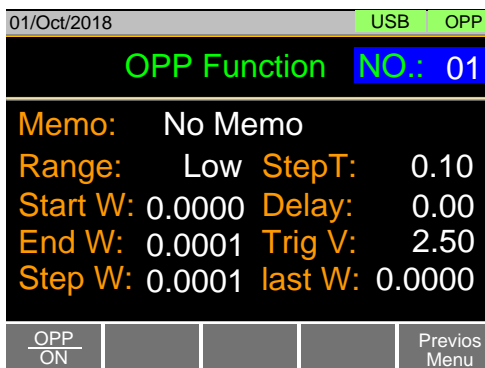 01/Oct/2018 USB OPP
OPP Function NO.: 01
Memo: No Memo
Range: Low StepT: 0.10
Start W: 0.0000 Delay: 0.00
End W: 0.0001 Trig V: 2.50
Step W: 0.0001 last W: 0.0000
OPP
ON
Previos
Menu